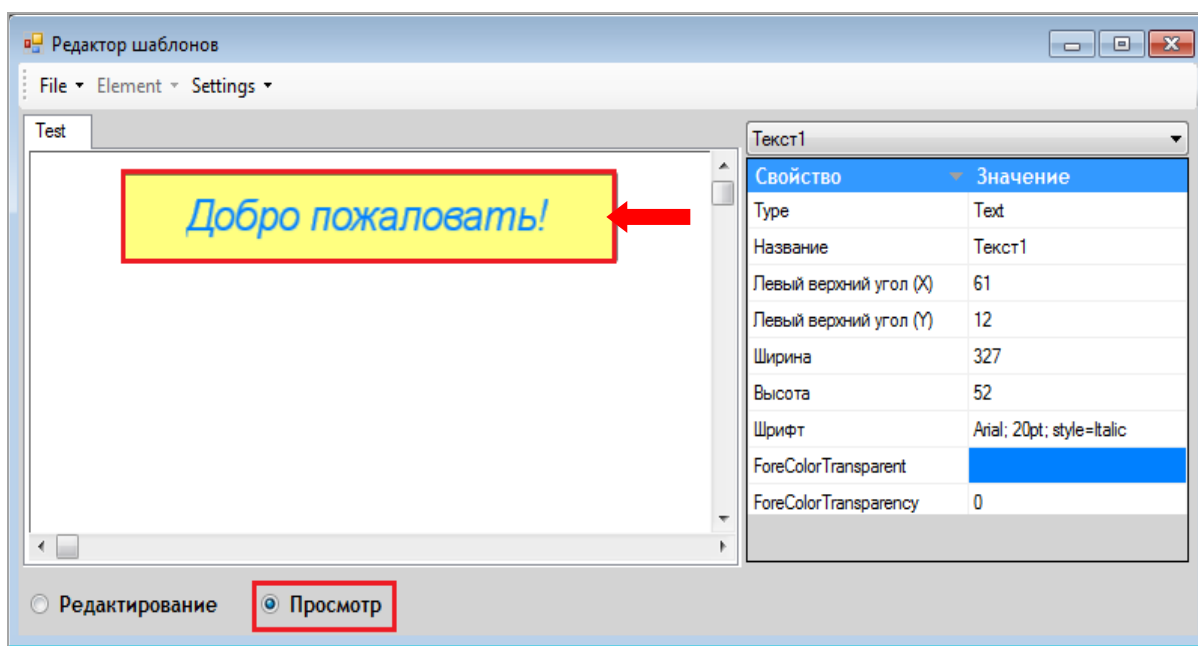 Редактор шаблонов
File Element Settings
Test
Добро пожаловать!
Текст1
Свойство Значение
Type Text
Название Текст1
Левый верхний угол (X) 61
Левый верхний угол (Y) 12
Ширина 327
Высота 52
Шрифт Arial; 20pt; style=Italic
ForeColorTransparent
ForeColorTransparency 0
Редактирование Просмотр